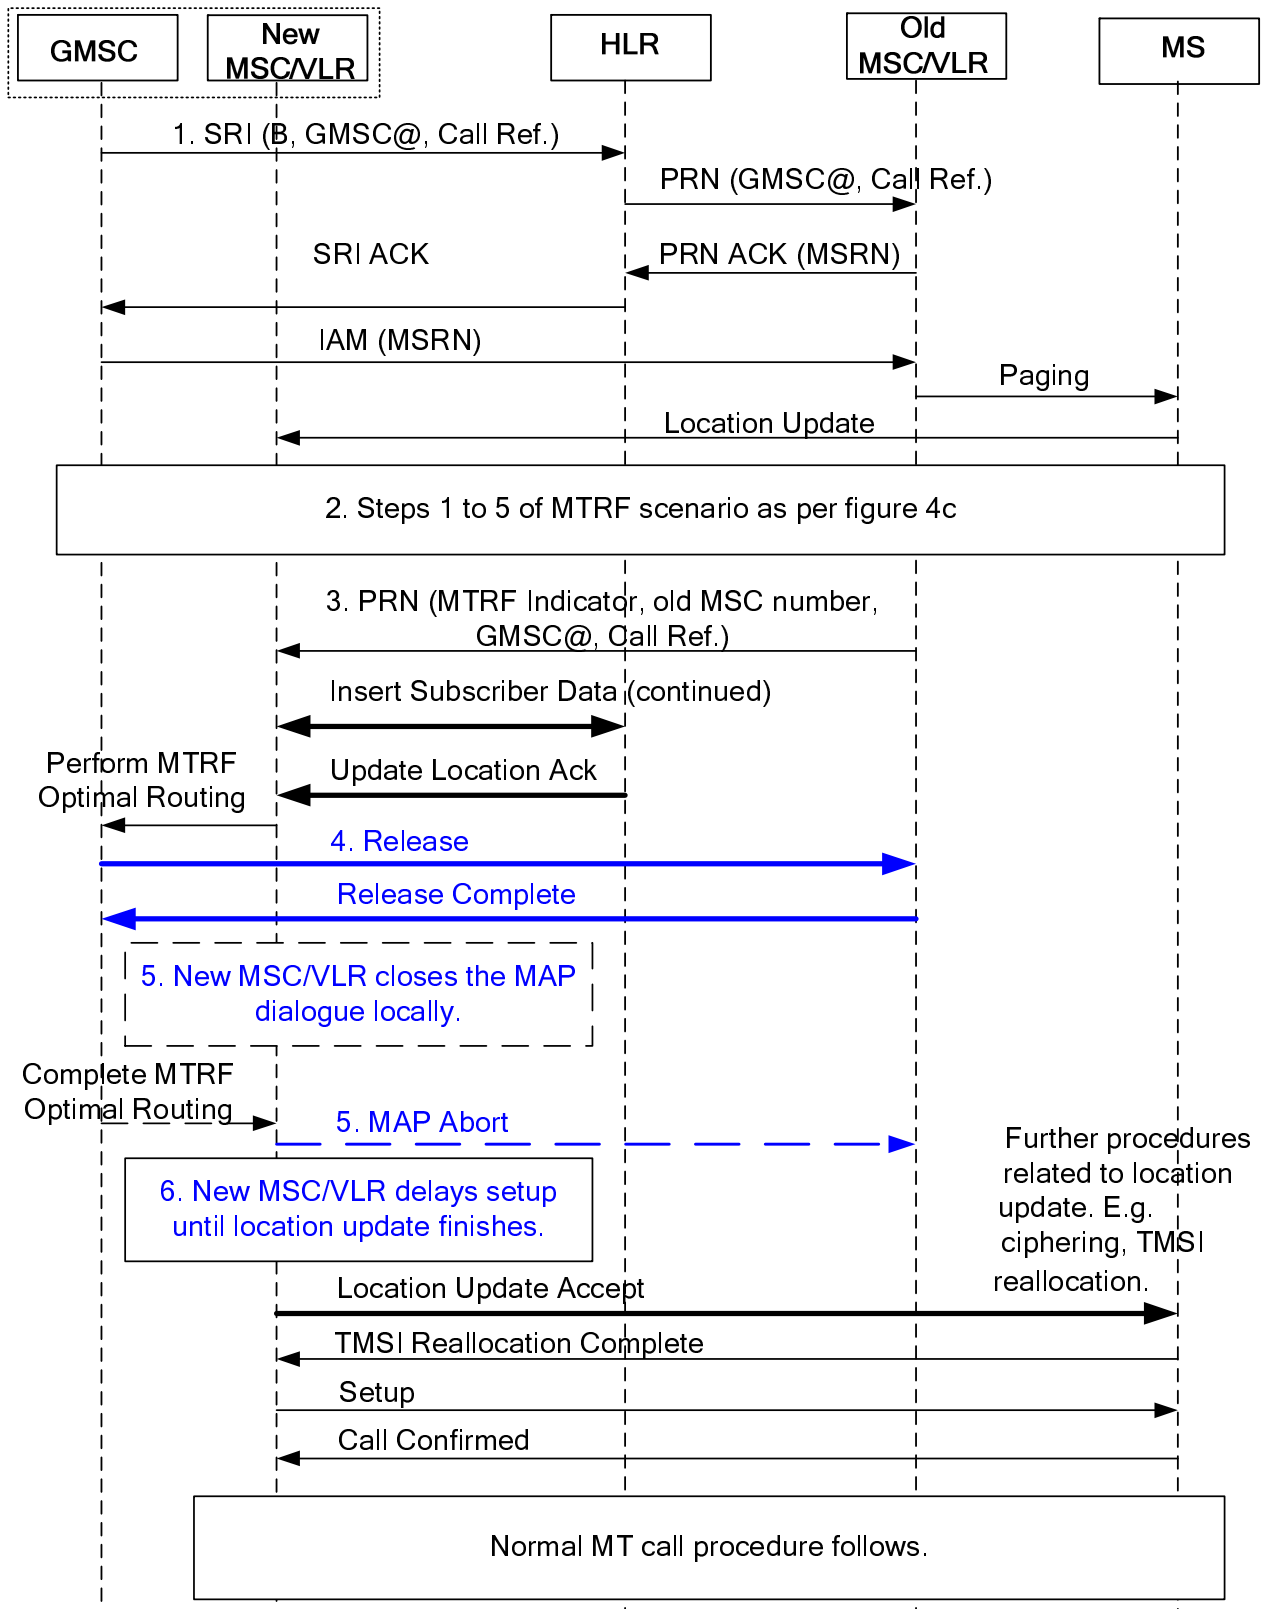 GMSC
New
MSC/VLR
HLR
Old
MSC/VLR
MS
1. SRI (B, GMSC@, Call Ref.)
PRN (GMSC@, Call Ref.)
SRI ACK
PRN ACK (MSRN)
IAM (MSRN)
Paging
Location Update
2. Steps 1 to 5 of MTRF scenario as per figure 4c
3. PRN (MTRF Indicator, old MSC number,
GMSC@, Call Ref.)
Insert Subscriber Data (continued)
Perform MTRF
Optimal Routing
Update Location Ack
4. Release
Release Complete
5. New MSC/VLR closes the MAP
dialogue locally.
Complete MTRF
Optimal Routing
5. MAP Abort
Further procedures
related to location
update. E.g.
ciphering, TMSI
reallocation.
6. New MSC/VLR delays setup
until location update finishes.
Location Update Accept
TMSI Reallocation Complete
Setup
Call Confirmed
Normal MT call procedure follows.